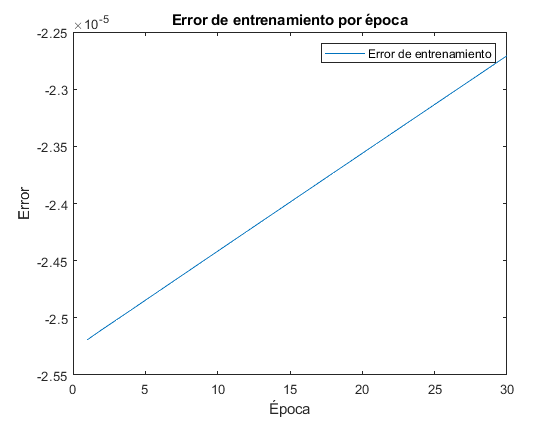 Error de entrenamiento por época
×10-5
Error de entrenamiento
-2.25
-2.3
-2.35
-2.4
-2.45
-2.5
-2.55
Error
0 5 10 15 20 25 30
Época